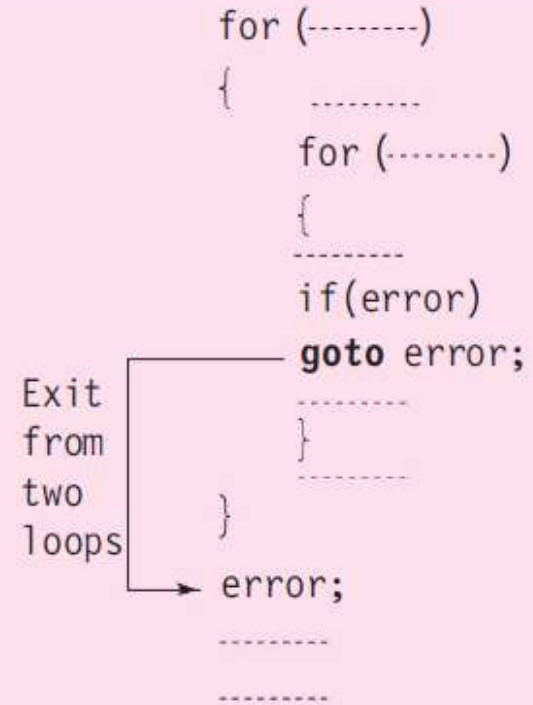 for (---------)
{ ---------
for (---------)
{
---------
if(error)
goto error;
---------
}
---------
}
error;
---------
---------
Exit
from
two
loops